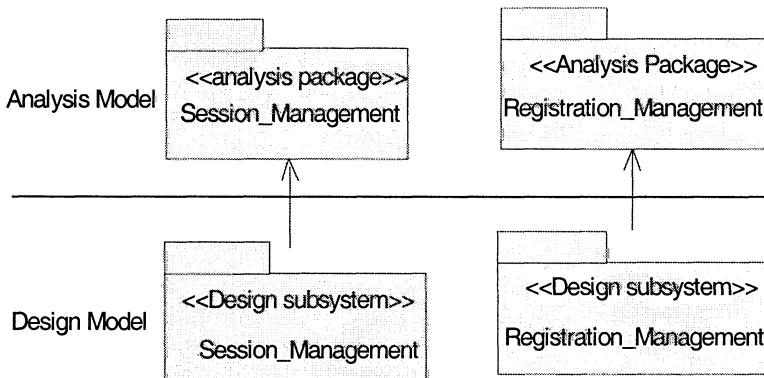 <<analysis package>>
Session_Management
<<Analysis Package>>
Registration_Management
Analysis Model
<<Design subsystem>>
Session_Management
<<Design subsystem>>
Registration_Management
Design Model